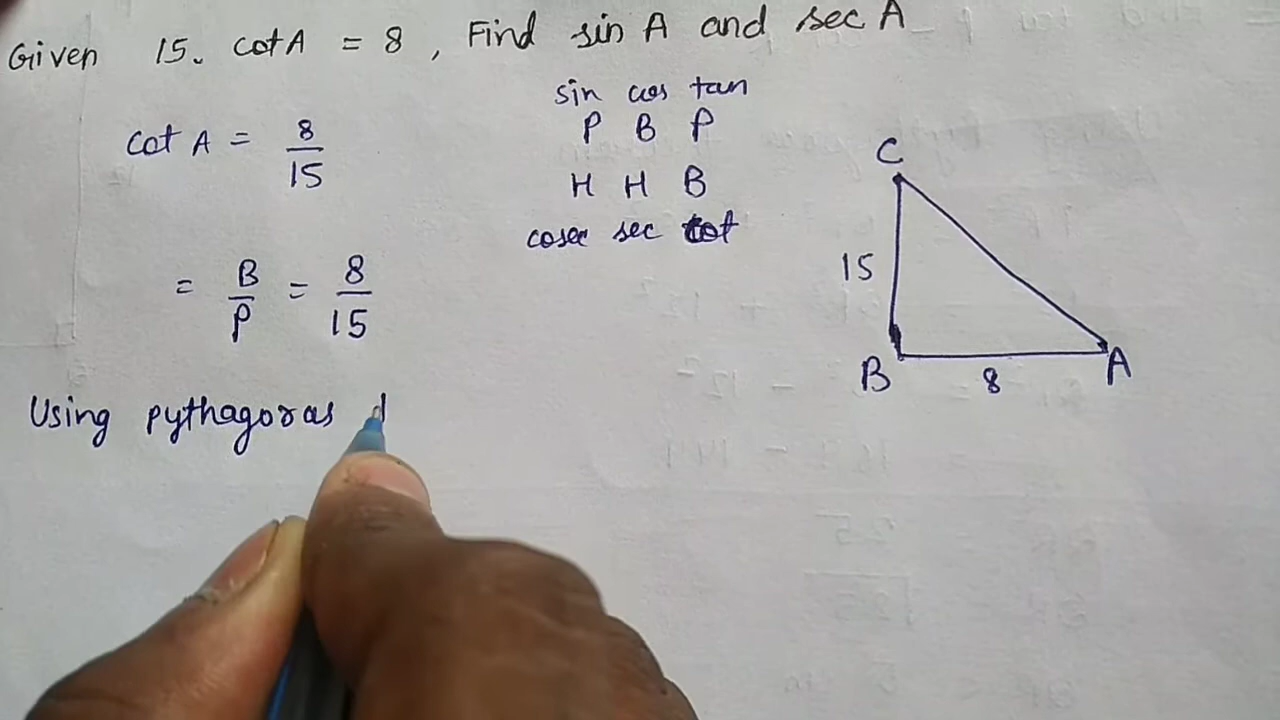 Given 15. cot A = 8, Find sin A and sec A
cot A = 8/15
= B/P = 8/15
Using pythagoras
sin cos tan
P B P
H H B
cosec sec cot
C
15
B
8
A